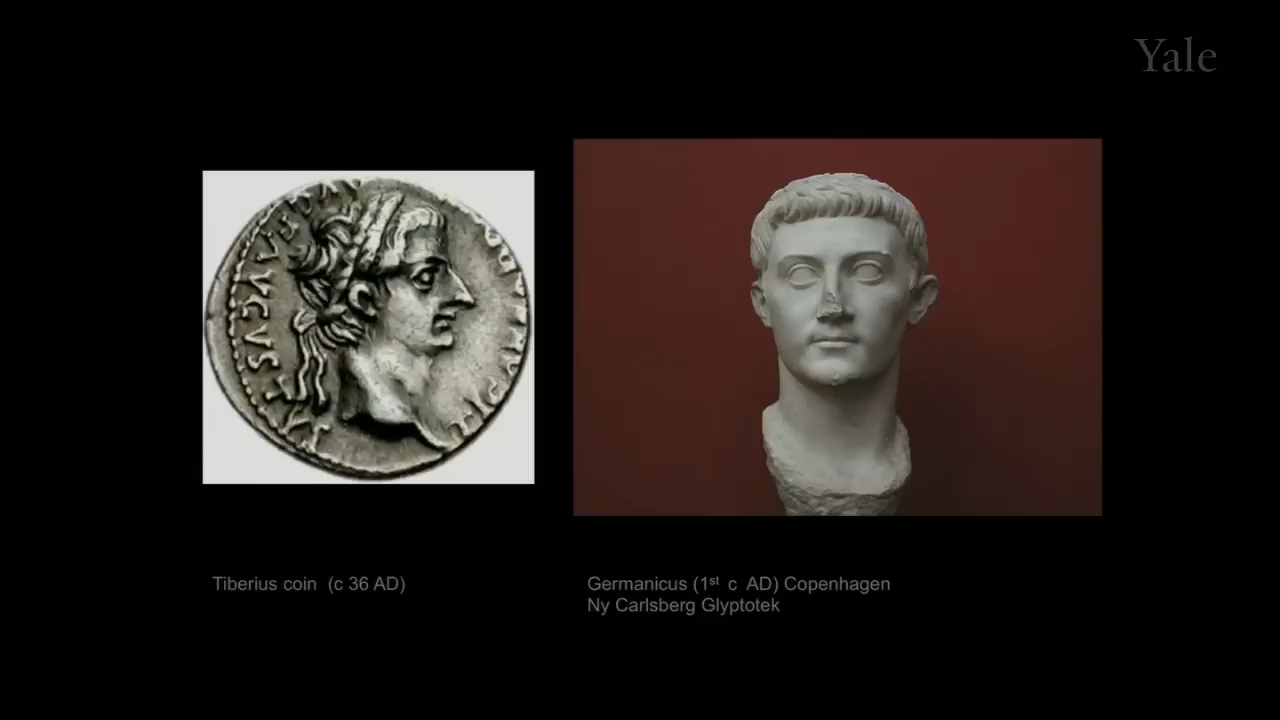 Yale
Tiberius coin (c 36 AD)
Germanicus (1st c AD) Copenhagen
Ny Carlsberg Glyptotek